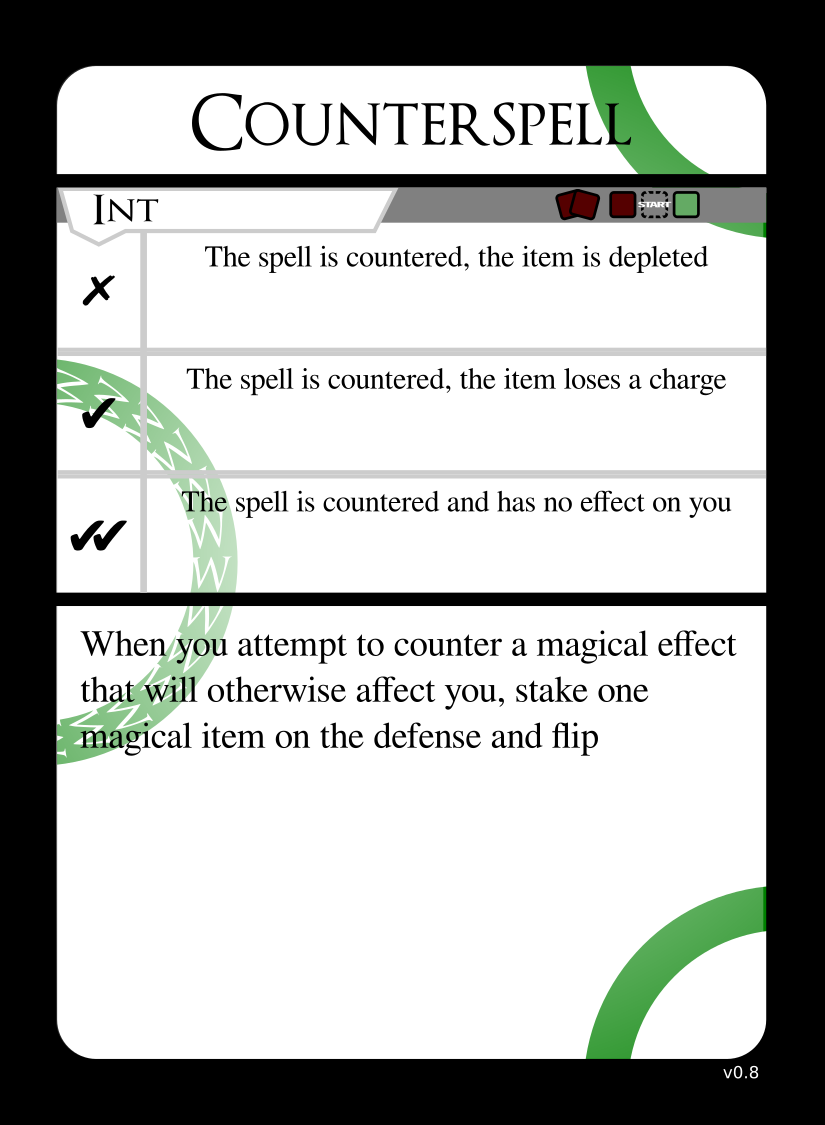 Counterspell
Int
START
The spell is countered, the item is depleted
✗
The spell is countered, the item loses a charge
✔
The spell is countered and has no effect on you
✔✔
When you attempt to counter a magical effect
that will otherwise affect you, stake one
magical item on the defense and flip
v0.8